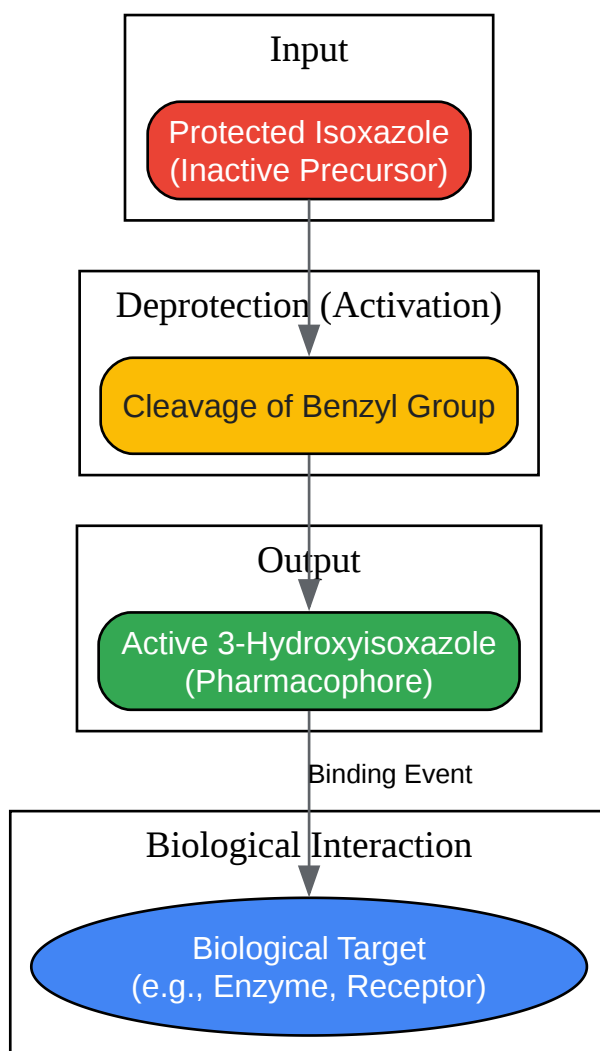 Input
Protected Isoxazole
(Inactive Precursor)
Deprotection (Activation)
Cleavage of Benzyl Group
Output
Active 3-Hydroxyisoxazole
(Pharmacophore)
Binding Event
Biological Interaction
Biological Target
(e.g., Enzyme, Receptor)